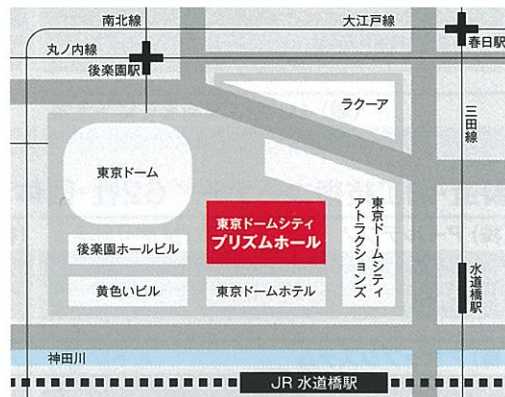 南北線
大江戸線
丸ノ内線
後楽園駅
春日駅
ラクーア
三田線
東京ドーム
東京ドームシティ
プリズムホール
東京ドームシティ
アトラクションズ
後楽園ホールビル
黄色いビル
東京ドームホテル
水道橋駅
神田川
JR 水道橋駅